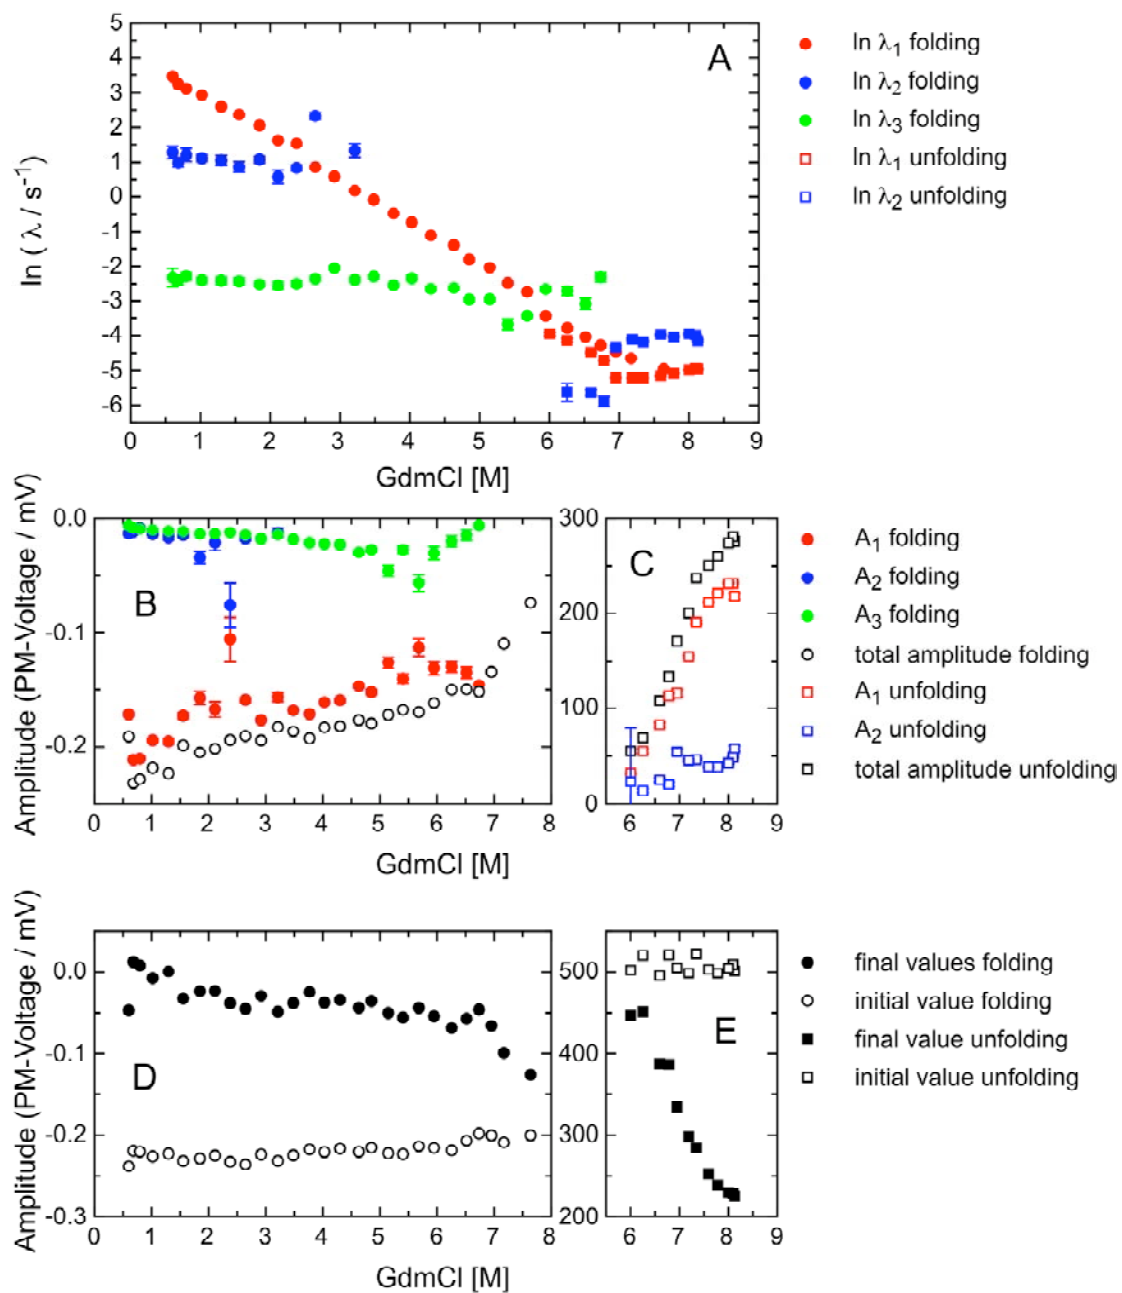 5
4
3
2
1
0
-1
-2
-3
-4
-5
-6
ln ( λ / s⁻¹)
0 1 2 3 4 5 6 7 8 9
GdmCl [M]
A
ln λ₁ folding
ln λ₂ folding
ln λ₃ folding
ln λ₁ unfolding
ln λ₂ unfolding
Amplitude (PM-Voltage / mV)
0.0
-0.1
-0.2
B
0 1 2 3 4 5 6 7 8
300
200
100
0
C
6 7 8 9
GdmCl [M]
A₁ folding
A₂ folding
A₃ folding
total amplitude folding
A₁ unfolding
A₂ unfolding
total amplitude unfolding
Amplitude (PM-Voltage / mV)
0.0
-0.1
-0.2
-0.3
D
0 1 2 3 4 5 6 7 8
500
400
300
200
E
6 7 8 9
GdmCl [M]
final values folding
initial value folding
final value unfolding
initial value unfolding